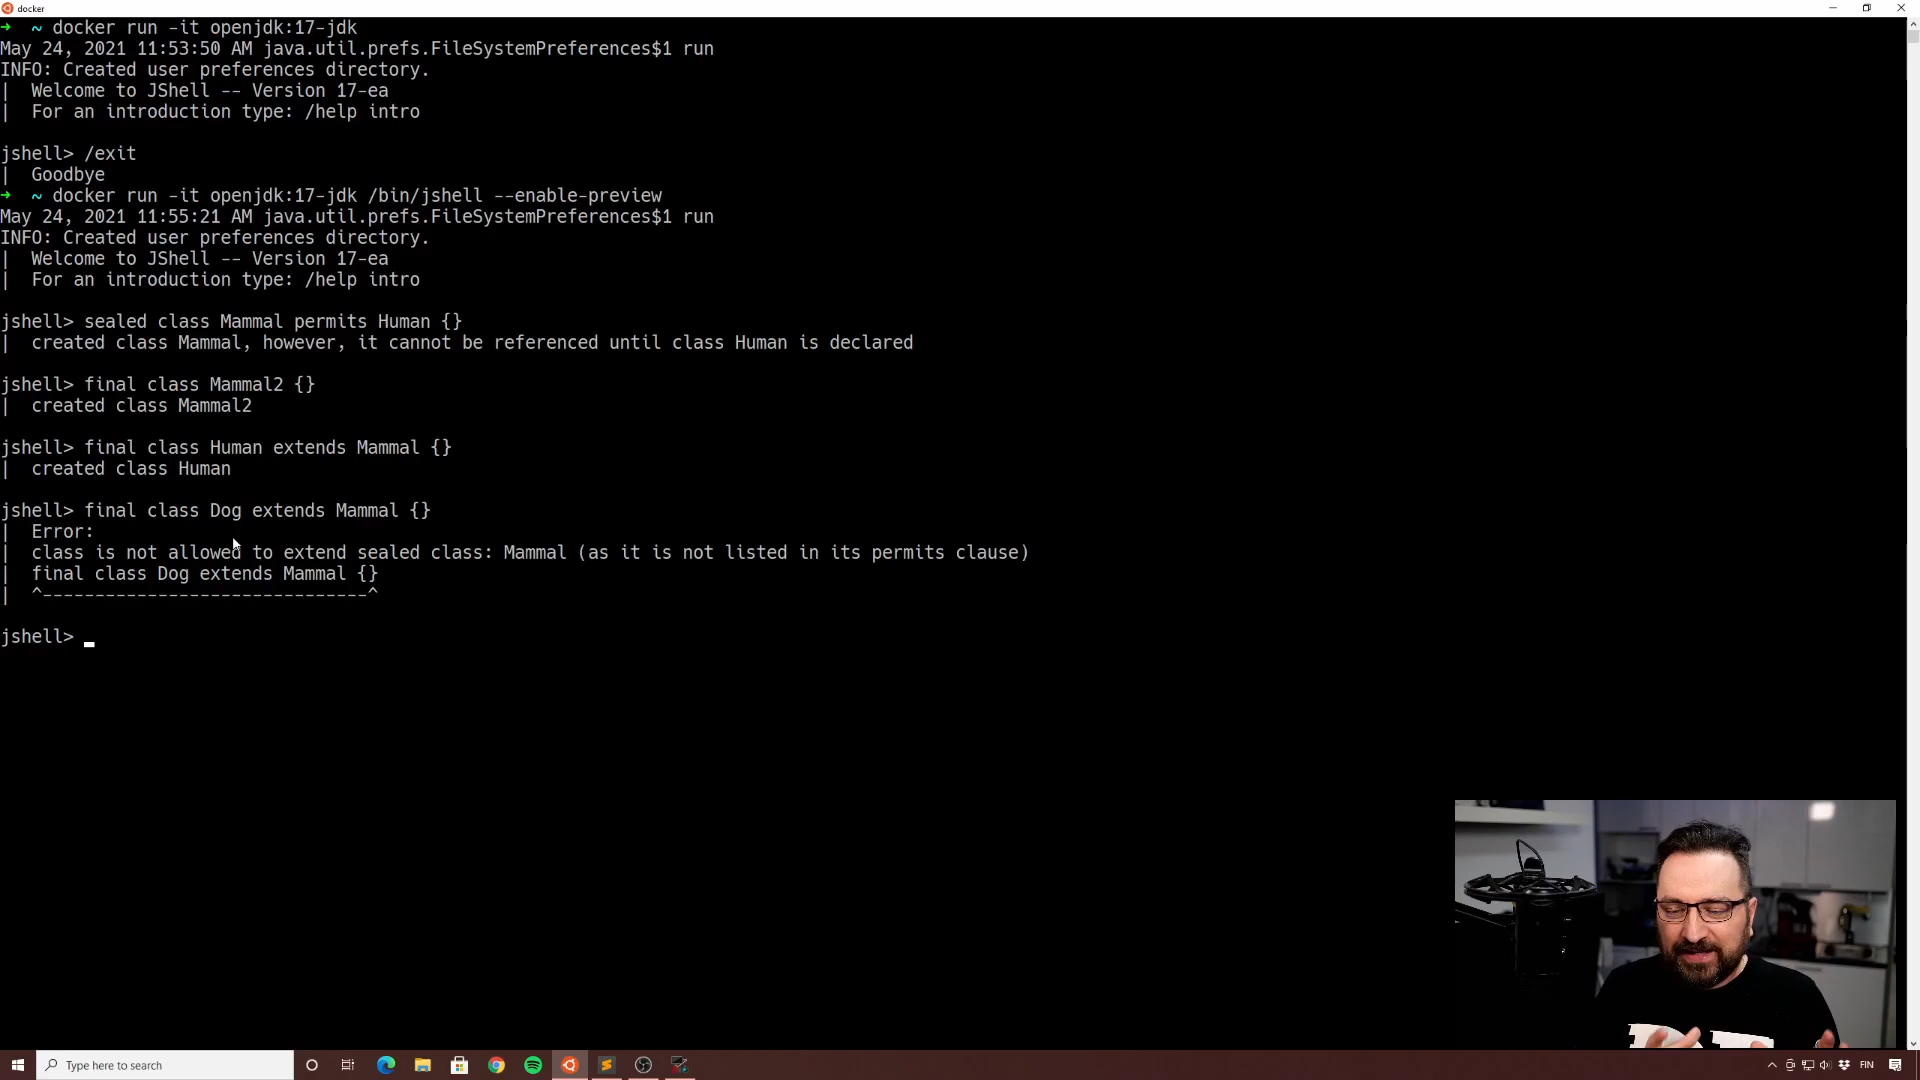 docker
➜ ~ docker run -it openjdk:17-jdk
May 24, 2021 11:53:50 AM java.util.prefs.FileSystemPreferences$1 run
INFO: Created user preferences directory.
| Welcome to JShell -- Version 17-ea
| For an introduction type: /help intro
jshell> /exit
| Goodbye
➜ ~ docker run -it openjdk:17-jdk /bin/jshell --enable-preview
May 24, 2021 11:55:21 AM java.util.prefs.FileSystemPreferences$1 run
INFO: Created user preferences directory.
| Welcome to JShell -- Version 17-ea
| For an introduction type: /help intro
jshell> sealed class Mammal permits Human {}
| created class Mammal, however, it cannot be referenced until class Human is declared
jshell> final class Mammal2 {}
| created class Mammal2
jshell> final class Human extends Mammal {}
| created class Human
jshell> final class Dog extends Mammal {}
| Error:
| class is not allowed to extend sealed class: Mammal (as it is not listed in its permits clause)
| final class Dog extends Mammal {}
| ^-------------------------------^
jshell>
Type here to search
FIN